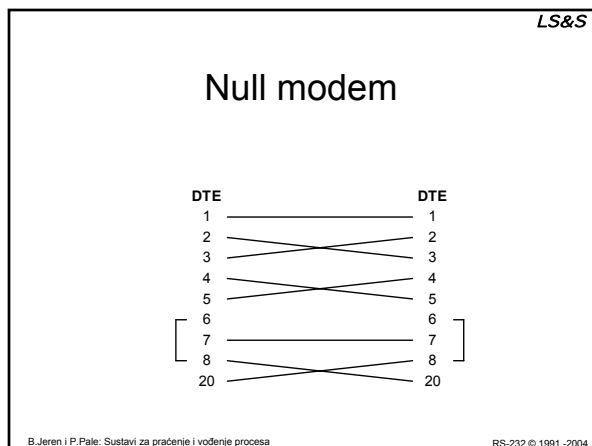 LS&S
Null modem
DTE DTE
1 1
2 2
3 3
4 4
5 5
6 6
7 7
8 8
20 20
B.Jeren i P.Pale: Sustavi za praćenje i vođenje procesa RS-232 © 1991.-2004.